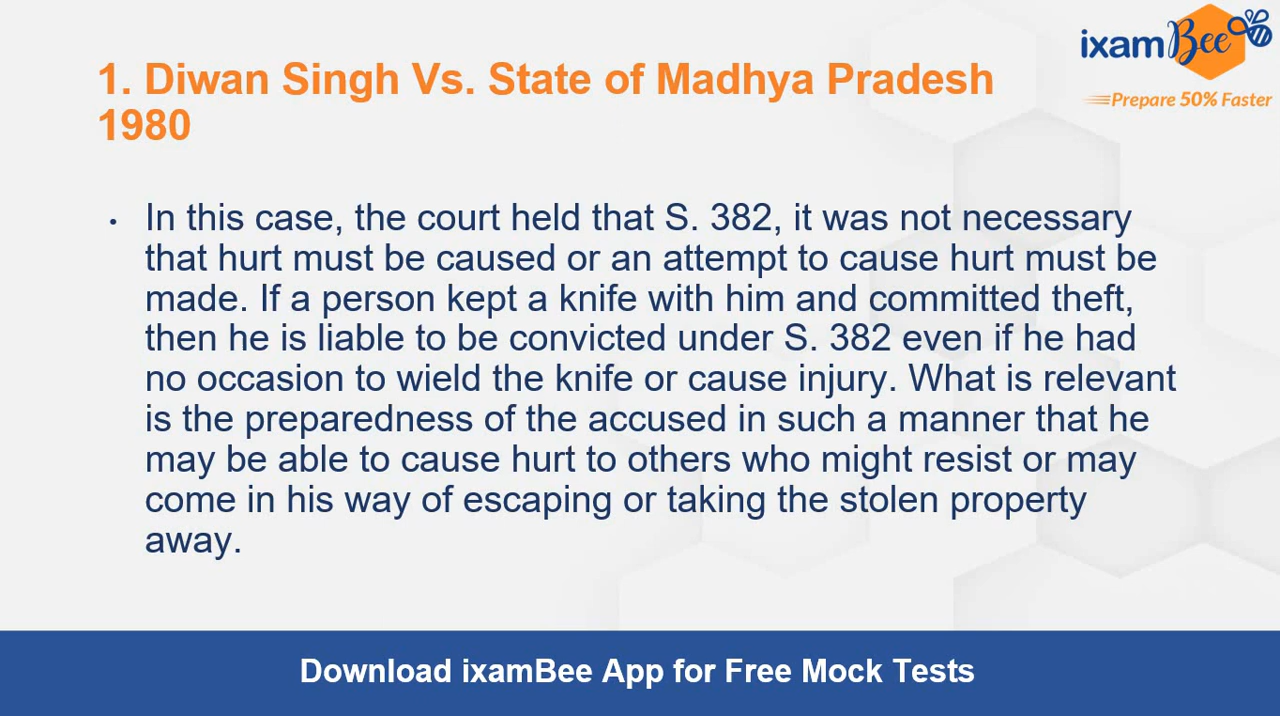 ixamBee
Prepare 50% Faster
1. Diwan Singh Vs. State of Madhya Pradesh
1980
• In this case, the court held that S. 382, it was not necessary
that hurt must be caused or an attempt to cause hurt must be
made. If a person kept a knife with him and committed theft,
then he is liable to be convicted under S. 382 even if he had
no occasion to wield the knife or cause injury. What is relevant
is the preparedness of the accused in such a manner that he
may be able to cause hurt to others who might resist or may
come in his way of escaping or taking the stolen property
away.
Download ixamBee App for Free Mock Tests